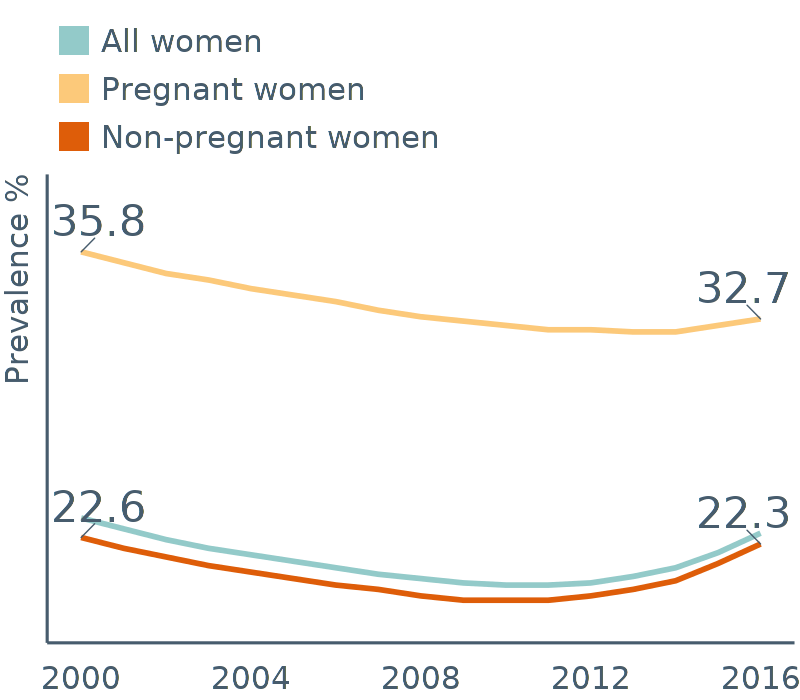 All women
Pregnant women
Non-pregnant women
Prevalence %
35.8
32.7
22.6
22.3
2000 2004 2008 2012 2016